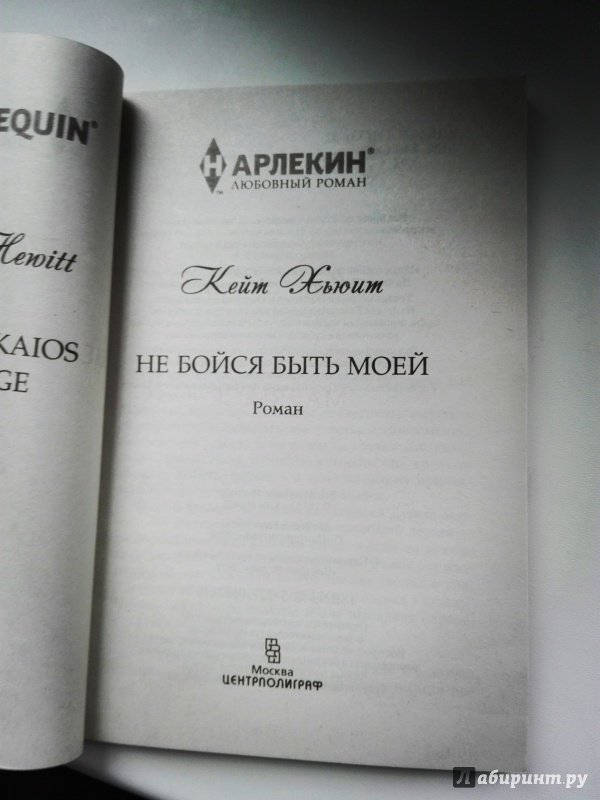 EQUIN®
Hewitt
KAIOS
GE
АРЛЕКИН®
ЛЮБОВНЫЙ РОМАН
Кейт Хьюит
НЕ БОЙСЯ БЫТЬ МОЕЙ
Роман
Москва
ЦЕНТРПОЛИГРАФ
Лабиринт.ру